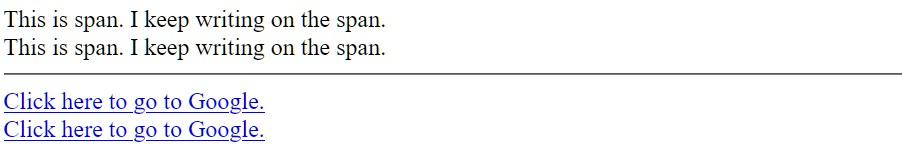 This is span. I keep writing on the span.
This is span. I keep writing on the span.
Click here to go to Google.
Click here to go to Google.